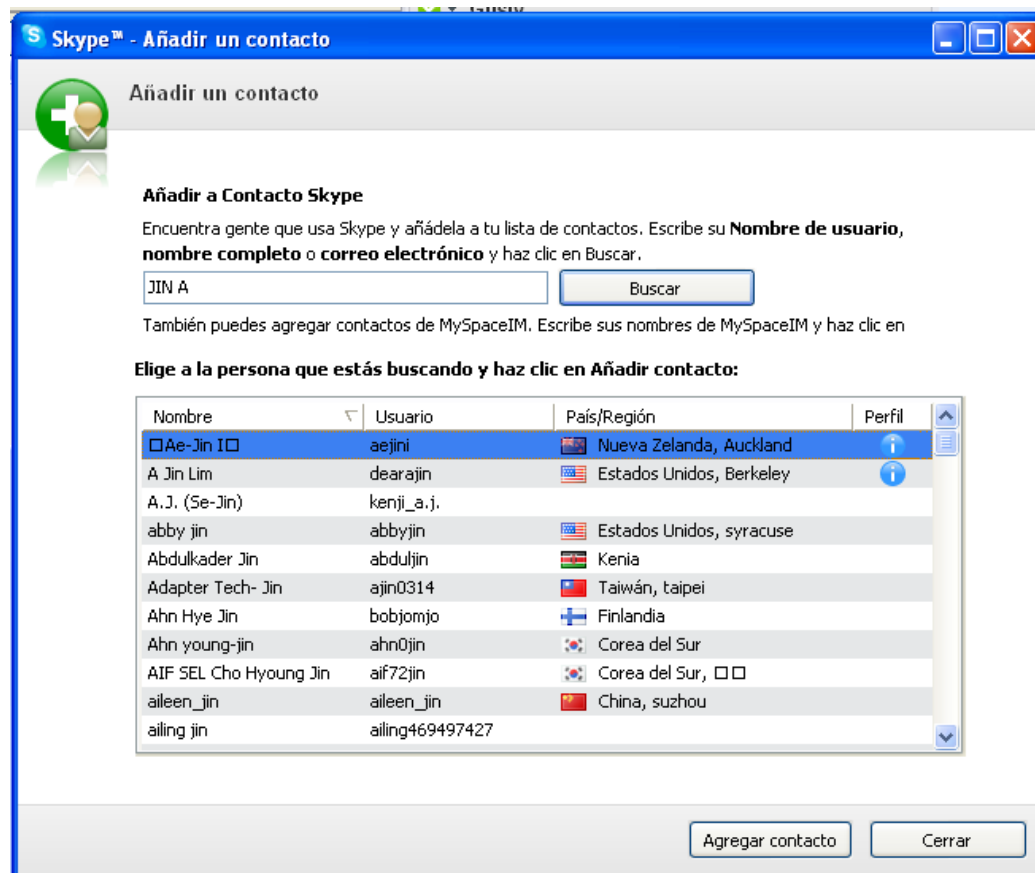 Skype™ - Añadir un contacto
Añadir un contacto
Añadir a Contacto Skype
Encuentra gente que usa Skype y añádela a tu lista de contactos. Escribe su Nombre de usuario,
nombre completo o correo electrónico y haz clic en Buscar.
JIN A Buscar
También puedes agregar contactos de MySpaceIM. Escribe sus nombres de MySpaceIM y haz clic en
Elige a la persona que estás buscando y haz clic en Añadir contacto:
Nombre Usuario País/Región Perfil
□Ae-Jin I□ aejini Nueva Zelanda, Auckland
A Jin Lim dearajin Estados Unidos, Berkeley
A.J. (Se-Jin) kenji_a.j.
abby jin abbyjin Estados Unidos, syracuse
Abdulkader Jin abduljin Kenia
Adapter Tech- Jin ajin0314 Taiwán, taipei
Ahn Hye Jin bobjomjo Finlandia
Ahn young-jin ahn0jin Corea del Sur
AIF SEL Cho Hyoung Jin aif72jin Corea del Sur, □□
aileen_jin aileen_jin China, suzhou
ailing jin ailing469497427
Agregar contacto Cerrar